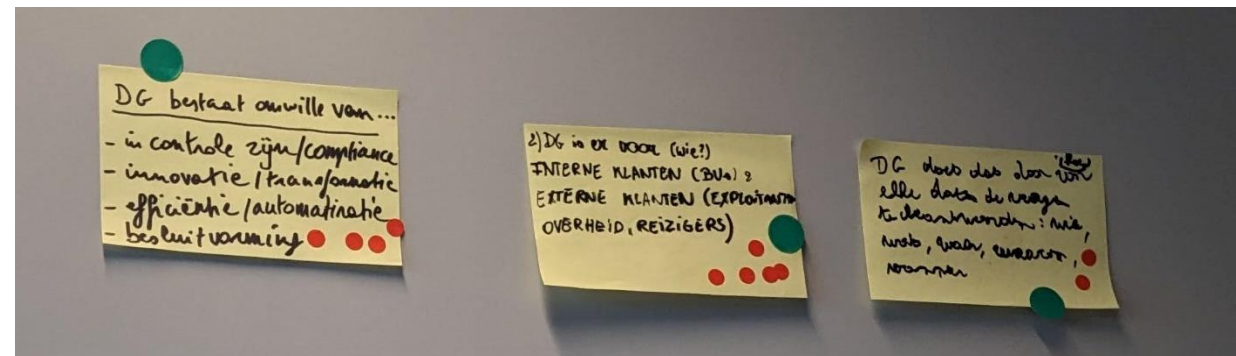 DG bestaat omwille van...
- in controle zijn/compliance
- innovatie/transformatie
- efficiëntie/automatisatie
- besluitvorming
2) DG is er voor (wie?)
INTERNE KLANTEN (BUs) &
EXTERNE KLANTEN (EXPLOITANTEN
OVERHEID, REIZIGERS)
DG does das door
elke data de vragen
te beantwoorden: wie,
wat, waar, waarom,
wanneer